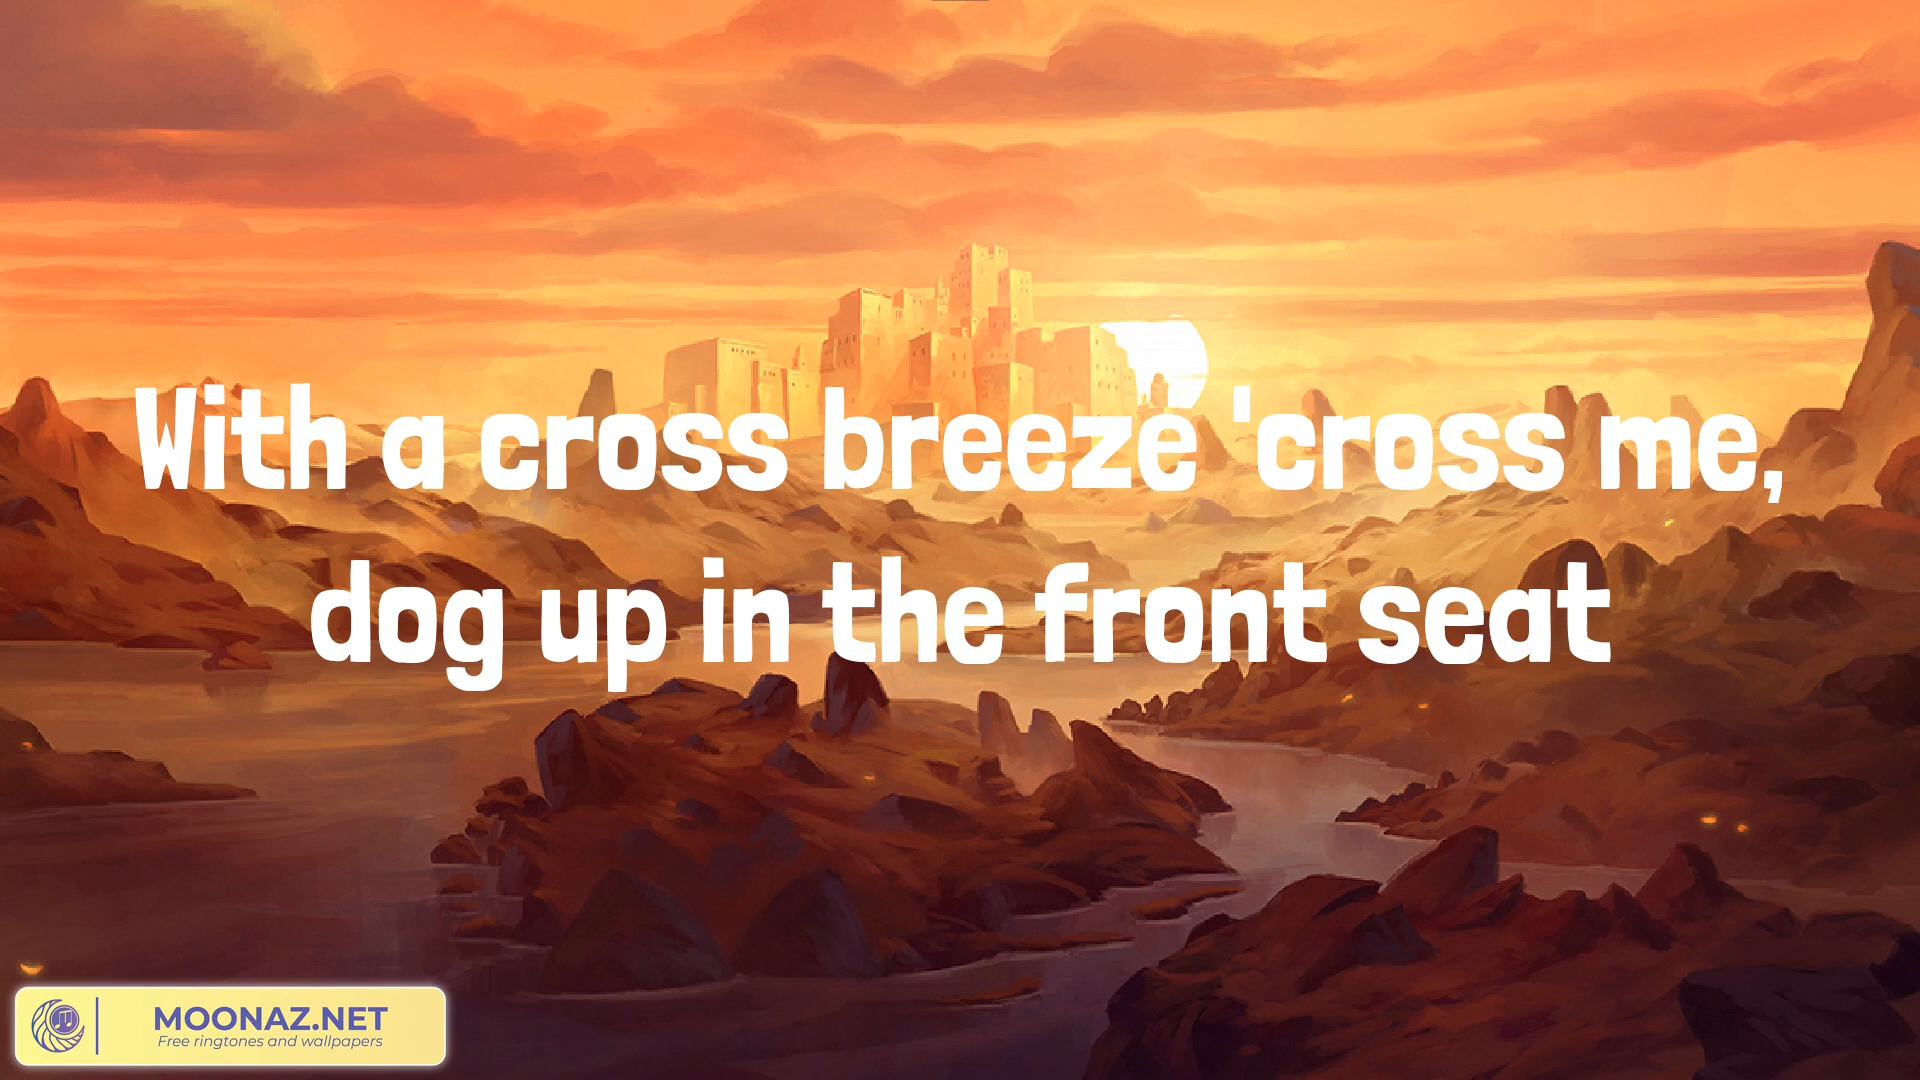 With a cross breeze 'cross me,
dog up in the front seat
MOONAZ.NET
Free ringtones and wallpapers